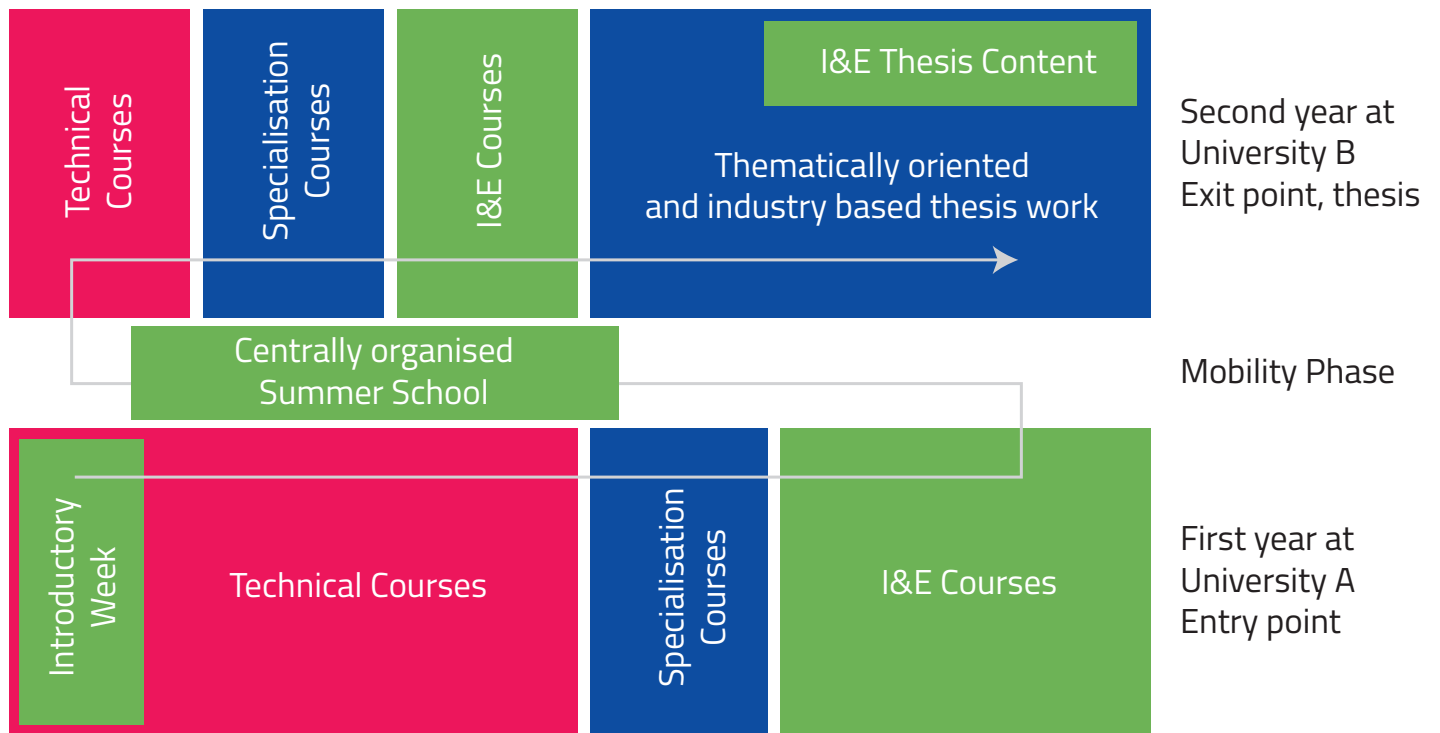 Technical
Courses
Specialisation
Courses
I&E Courses
I&E Thesis Content
Thematically oriented
and industry based thesis work
Second year at
University B
Exit point, thesis
Centrally organised
Summer School
Mobility Phase
Introductory
Week
Technical Courses
Specialisation
Courses
I&E Courses
First year at
University A
Entry point